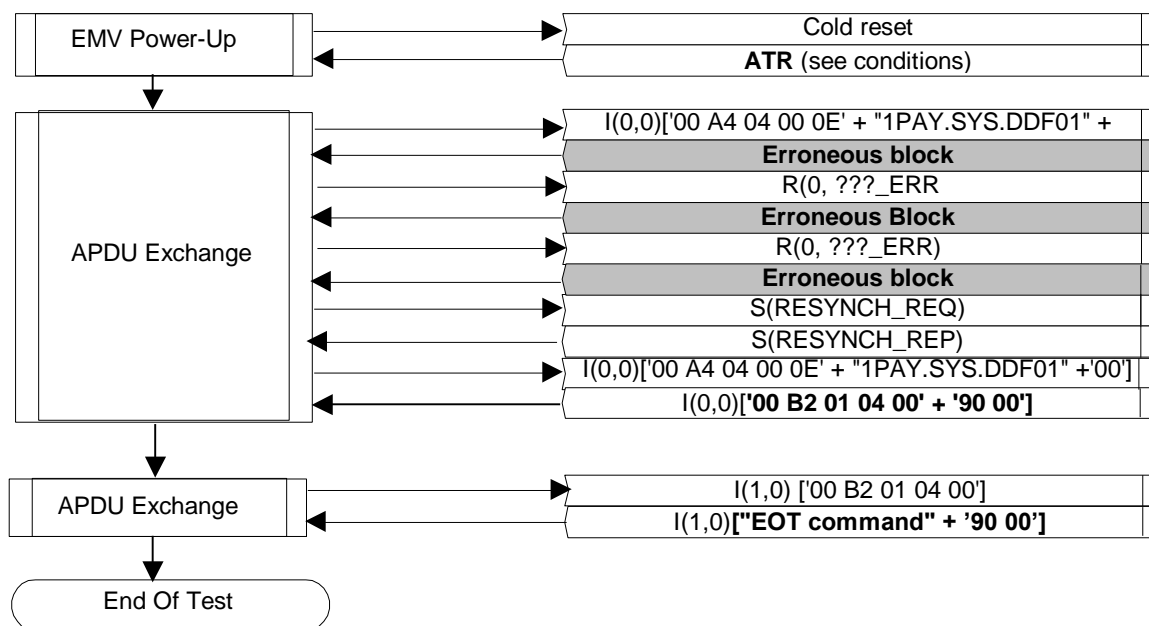 EMV Power-Up
Cold reset
ATR (see conditions)
APDU Exchange
I(0,0)['00 A4 04 00 0E' + "1PAY.SYS.DDF01" +
Erroneous block
R(0, ???_ERR
Erroneous Block
R(0, ???_ERR)
Erroneous block
S(RESYNCH_REQ)
S(RESYNCH_REP)
I(0,0)['00 A4 04 00 0E' + "1PAY.SYS.DDF01" +'00']
I(0,0)['00 B2 01 04 00' + '90 00']
APDU Exchange
I(1,0) ['00 B2 01 04 00']
I(1,0)["EOT command" + ’90 00’]
End Of Test